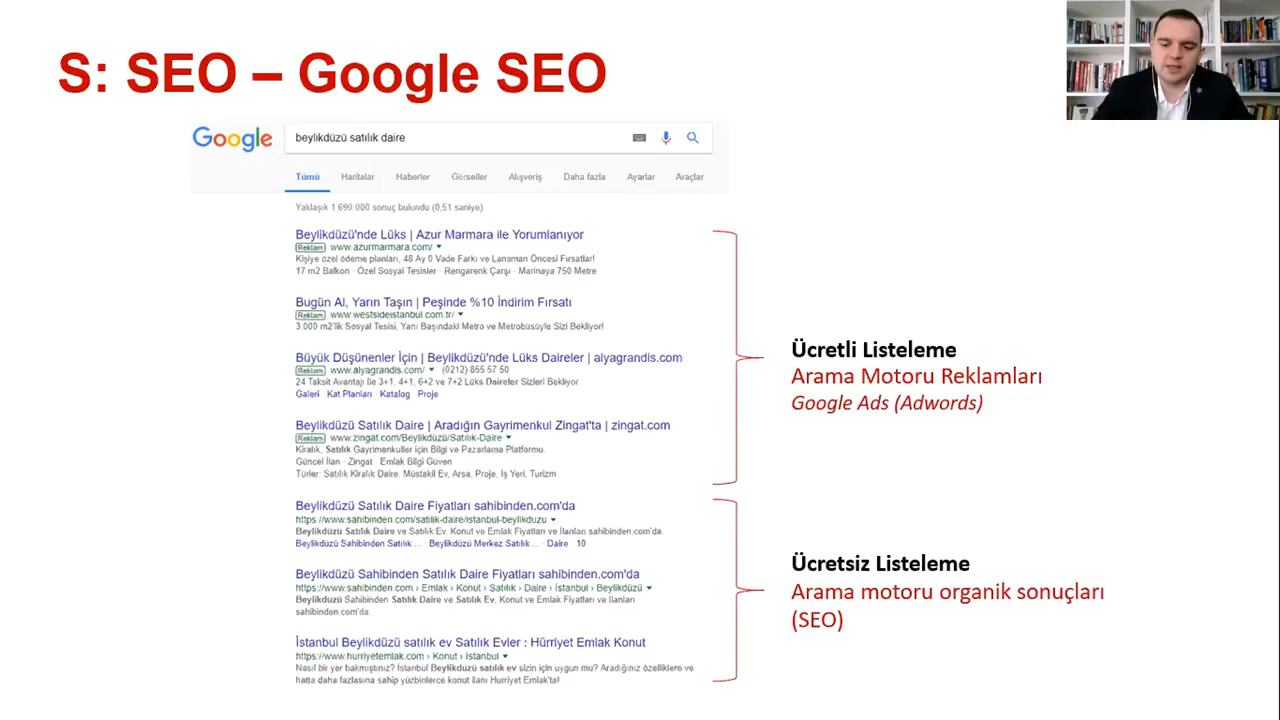 S: SEO – Google SEO
Google
beylikdüzü satılık daire
Tümü Haritalar Haberler Görseller Alışveriş Daha fazla Ayarlar Araçlar
Yaklaşık 1 690 000 sonuç bulundu (0,51 saniye)
Beylikdüzü'nde Lüks | Azur Marmara ile Yorumlanıyor
Reklam www.azurmarmara.com/
Kişiye özel ödeme planları, 48 Ay 0 Vade Farkı ve Lansman Öncesi Fırsatlar!
17 m2 Balkon · Özel Sosyal Tesisler · Rengarenk Çarşı · Marinaya 750 Metre
Bugün Al, Yarın Taşın | Peşinde %10 İndirim Fırsatı
Reklam www.westsideistanbul.com.tr/
3.000 m2'lik Sosyal Tesisi, Yanı Başındaki Metro ve Metrobüsüyle Sizi Bekliyor!
Büyük Düşünenler İçin | Beylikdüzü'nde Lüks Daireler | alyagrandis.com
Reklam www.alyagrandis.com/ (0212) 855 57 50
24 Taksit Avantajı İle 3+1, 4+1, 6+2 ve 7+2 Lüks Daireler Sizleri Bekliyor
Galeri Kat Planları Katalog Proje
Beylikdüzü Satılık Daire | Aradığın Gayrimenkul Zingat'ta | zingat.com
Reklam www.zingat.com/Beylikdüzü/Satılık-Daire
Kiralık, Satılık Gayrimenkuller için Bilgi ve Pazarlama Platformu.
Güncel İlan · Zingat · Emlak Bilgi Güven
Türler: Satılık Kiralık Daire, Müstakil Ev, Arsa, Proje, İş Yeri, Turizm
Beylikdüzü Satılık Daire Fiyatları sahibinden.com'da
https://www.sahibinden.com/satilik-daire/istanbul-beylikduzu
Beylikdüzü Satılık Daire ve Satılık Ev, Konut ve Emlak Fiyatları ve İlanları sahibinden.com'da.
Beylikdüzü Sahibinden Satılık ... · Beylikdüzü Merkez Satılık ... · Daire · 10
Beylikdüzü Sahibinden Satılık Daire Fiyatları sahibinden.com'da
https://www.sahibinden.com › Emlak › Konut › Satılık › Daire › İstanbul › Beylikdüzü
Beylikdüzü Sahibinden Satılık Daire ve Satılık Ev, Konut ve Emlak Fiyatları ve İlanları
sahibinden.com'da.
İstanbul Beylikdüzü satılık ev Satılık Evler : Hürriyet Emlak Konut
https://www.hurriyetemlak.com › Konut › İstanbul
Nasıl bir yer bakmıştınız? İstanbul Beylikdüzü satılık ev sizin için uygun mu? Aradığınız özelliklere ve
hatta daha fazlasına sahip yüzbinlerce konut ilanı Hurriyet Emlak'ta!
Ücretli Listeleme
Arama Motoru Reklamları
Google Ads (Adwords)
Ücretsiz Listeleme
Arama motoru organik sonuçları
(SEO)